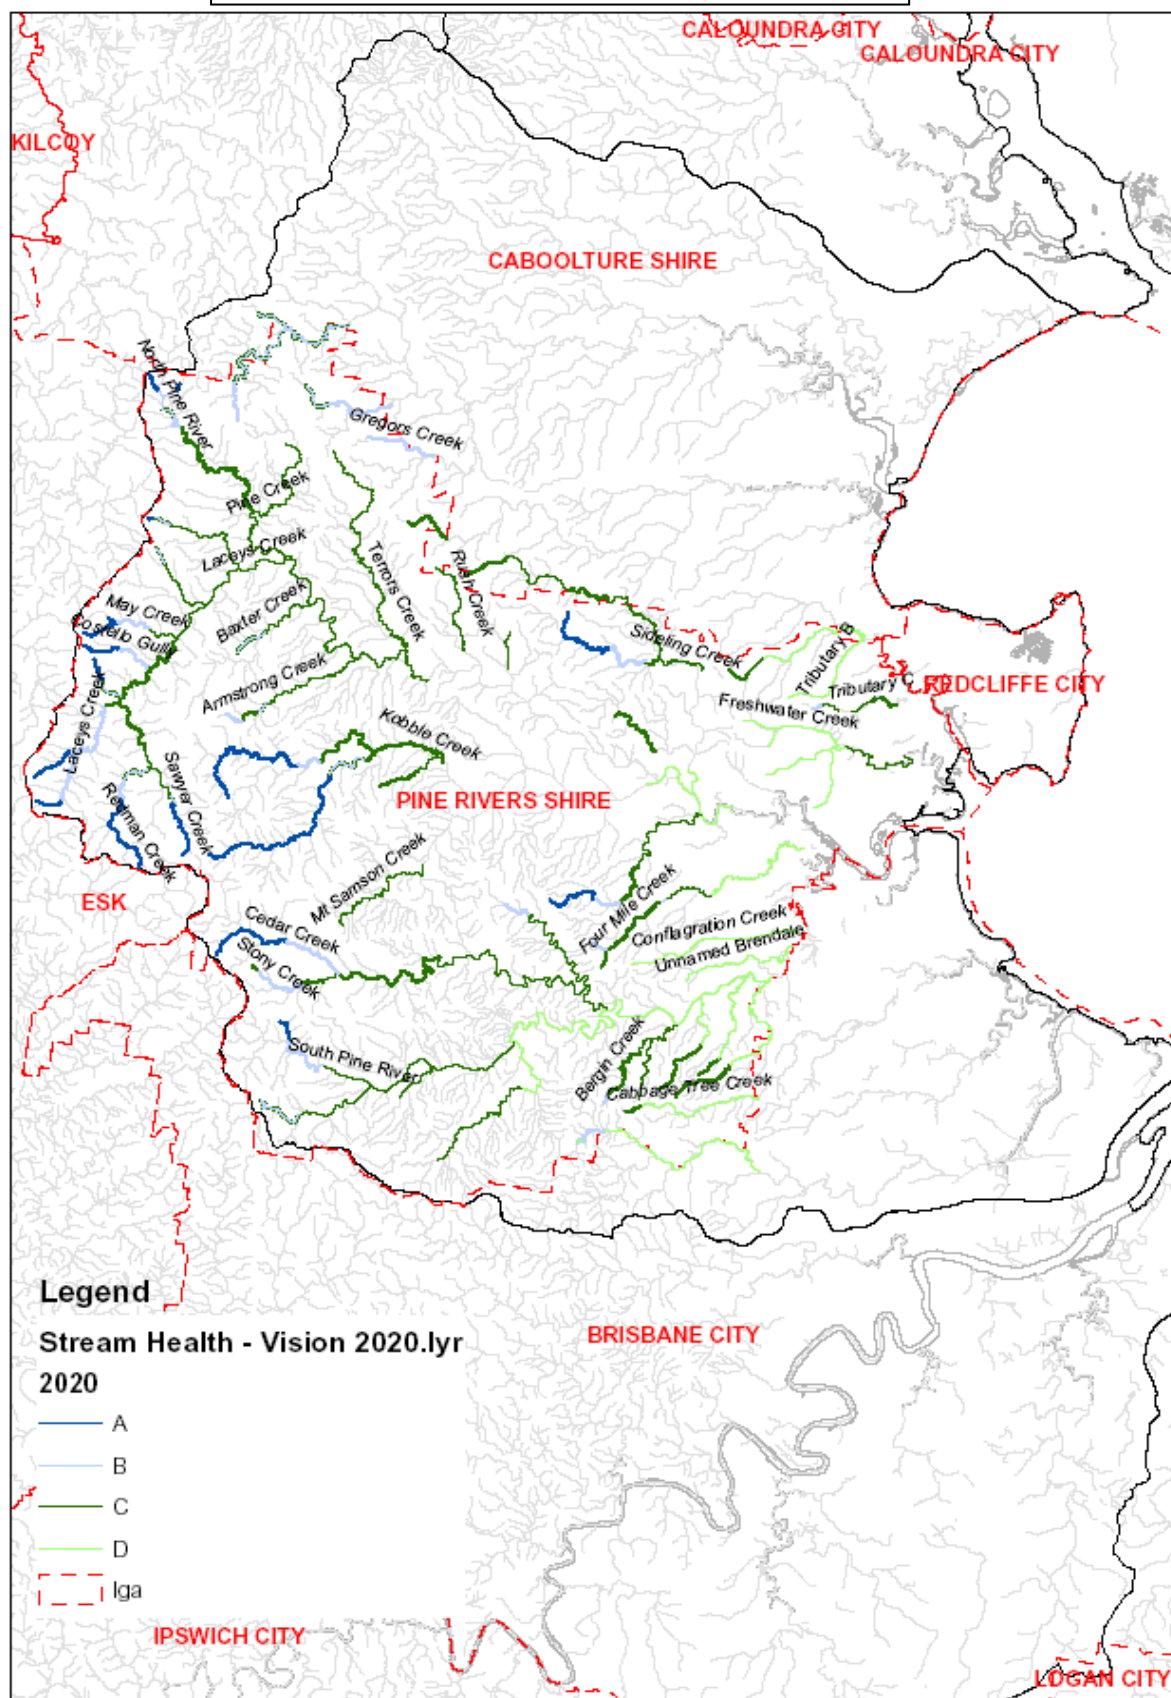 CALOUNDRA CITY
CALOUNDRA CITY
KILCOY
CABOOLTURE SHIRE
North Pine River
Gregors Creek
Pine Creek
Laceys Creek
Terrors Creek
Rush Creek
May Creek
Costello Gully
Baxter Creek
Sideling Creek
Tributary B
Tributary C
REDCLIFFE CITY
Armstrong Creek
Freshwater Creek
Laceys Creek
Kobble Creek
Sawyer Creek
Redman Creek
PINE RIVERS SHIRE
Mt Samson Creek
ESK
Cedar Creek
Four Mile Creek
Conflagration Creek
Unnamed Brendale
Stony Creek
South Pine River
Bergin Creek
Cabbage Tree Creek
Legend
Stream Health - Vision 2020.lyr
2020
A
B
C
D
lga
BRISBANE CITY
IPSWICH CITY
LOGAN CITY